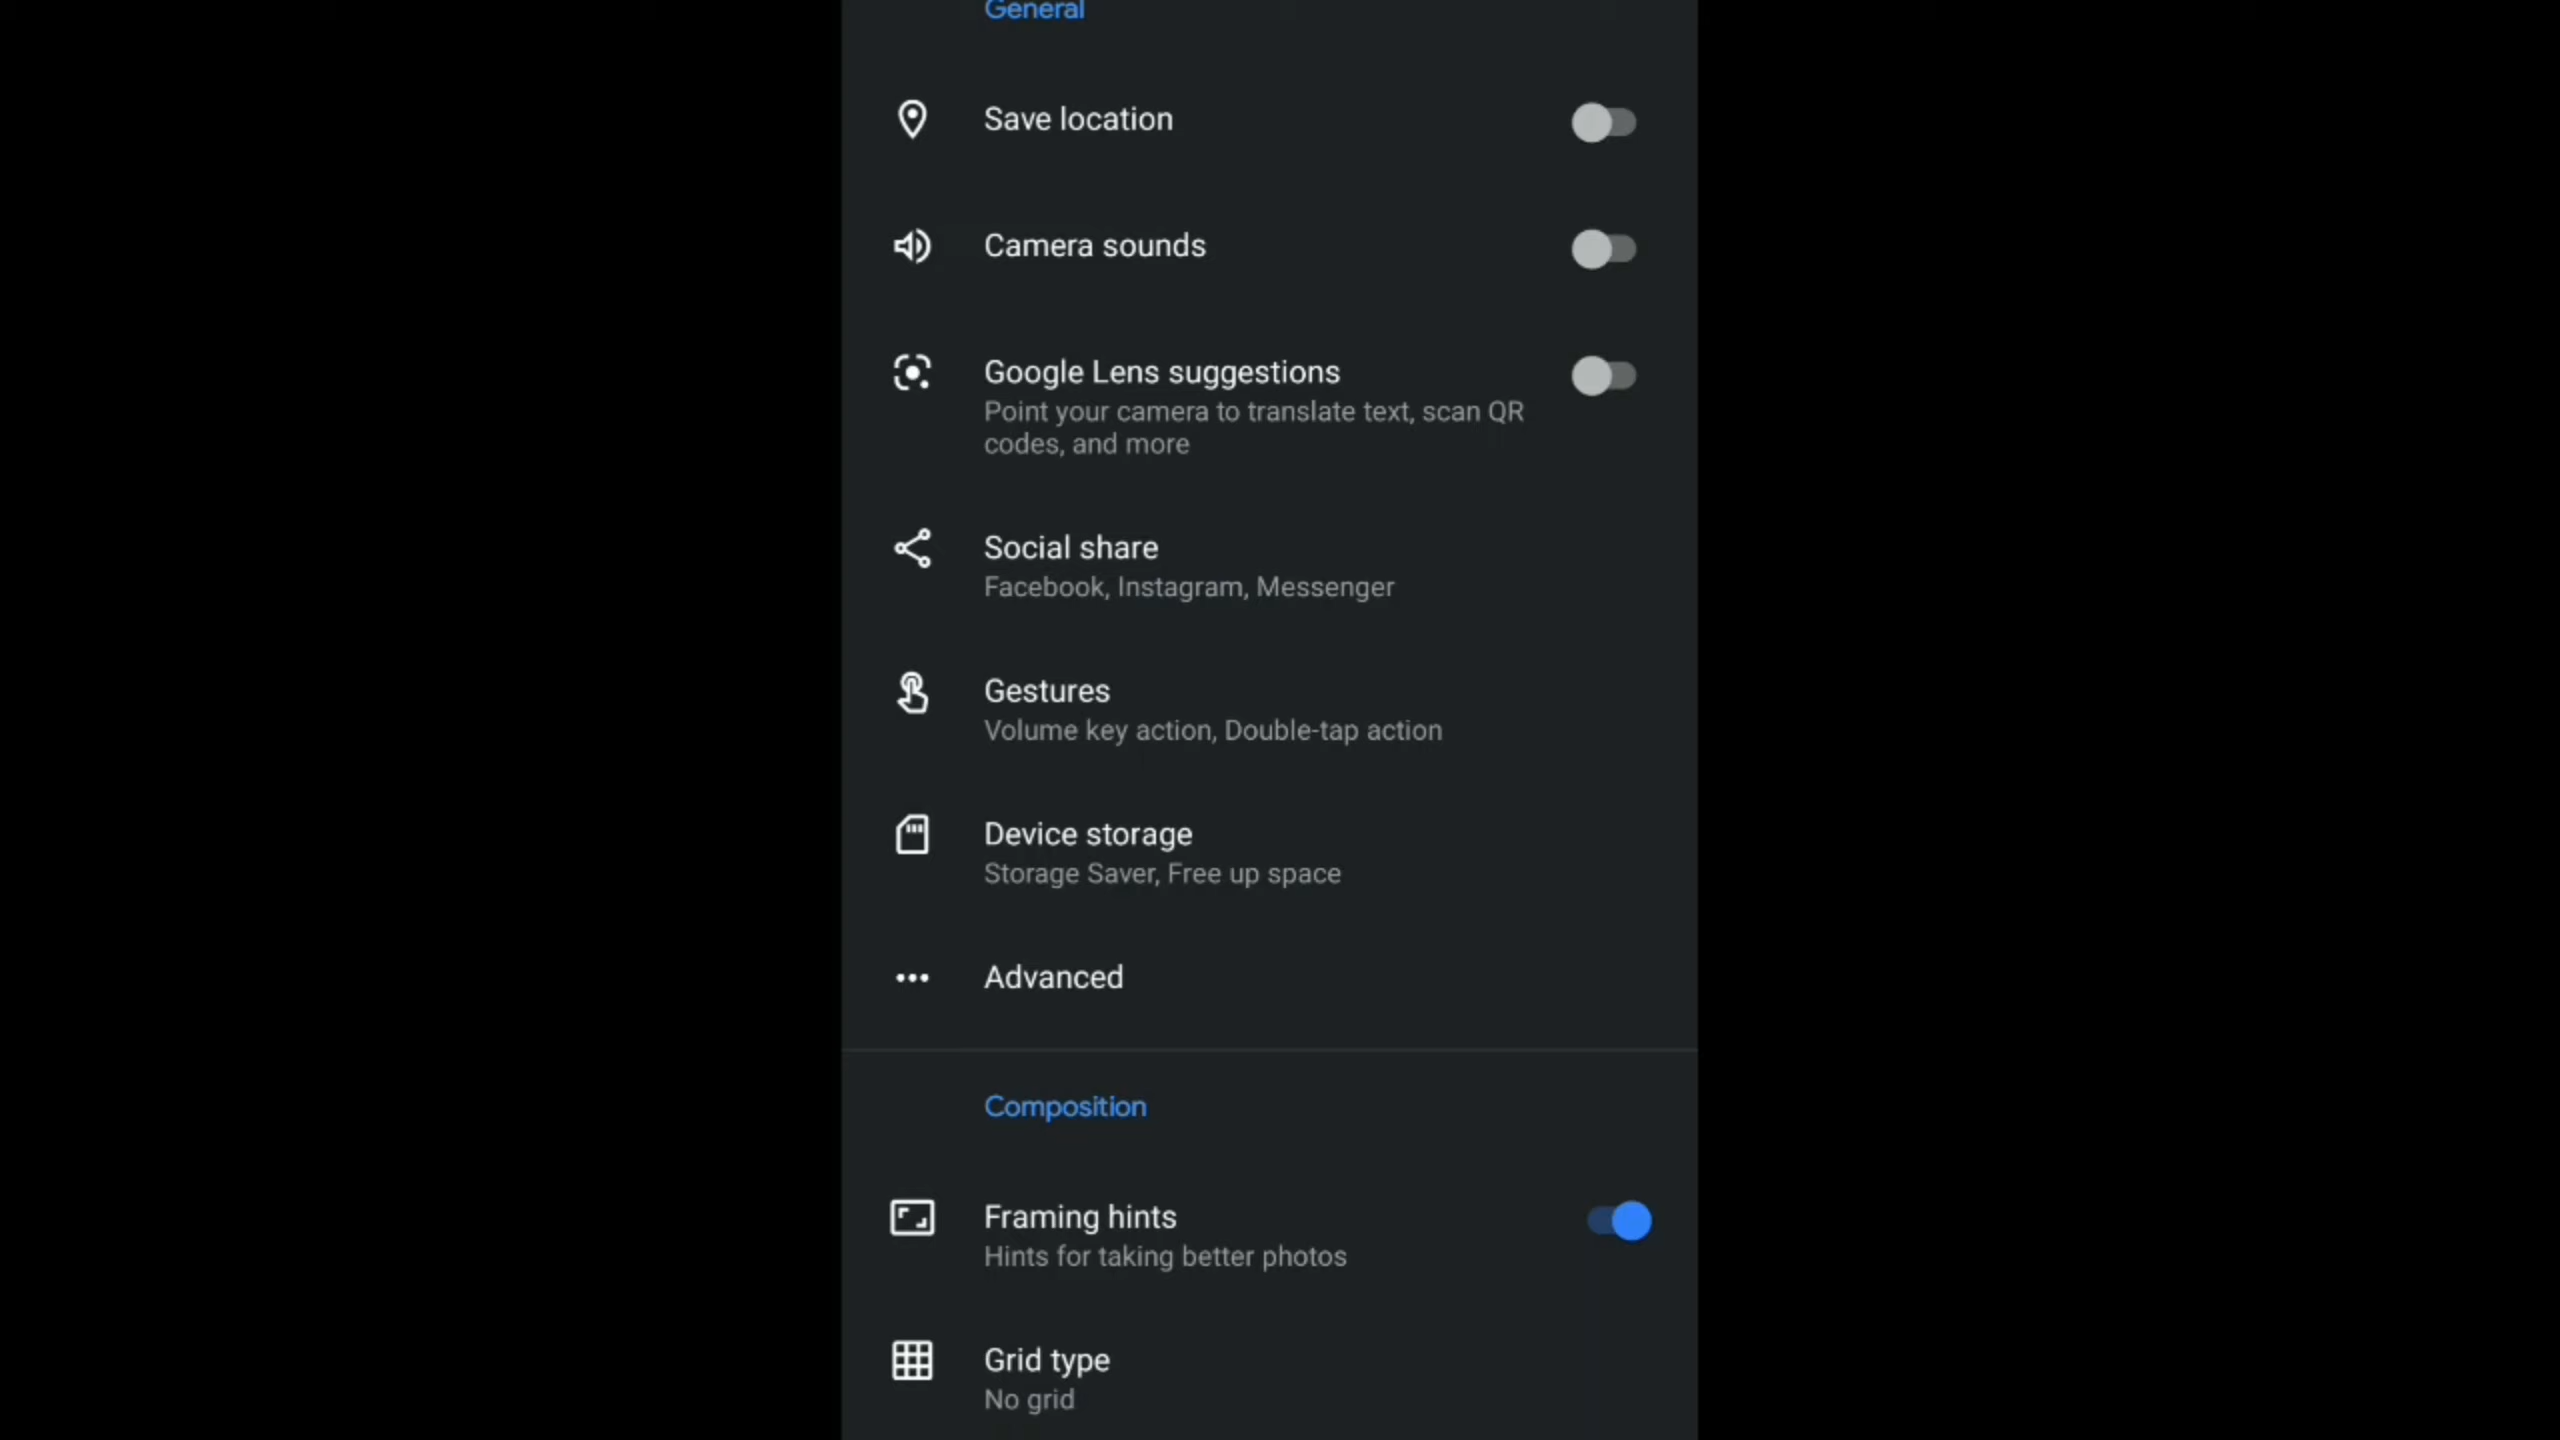 General
Save location
Camera sounds
Google Lens suggestions
Point your camera to translate text, scan QR
codes, and more
Social share
Facebook, Instagram, Messenger
Gestures
Volume key action, Double-tap action
Device storage
Storage Saver, Free up space
Advanced
Composition
Framing hints
Hints for taking better photos
Grid type
No grid